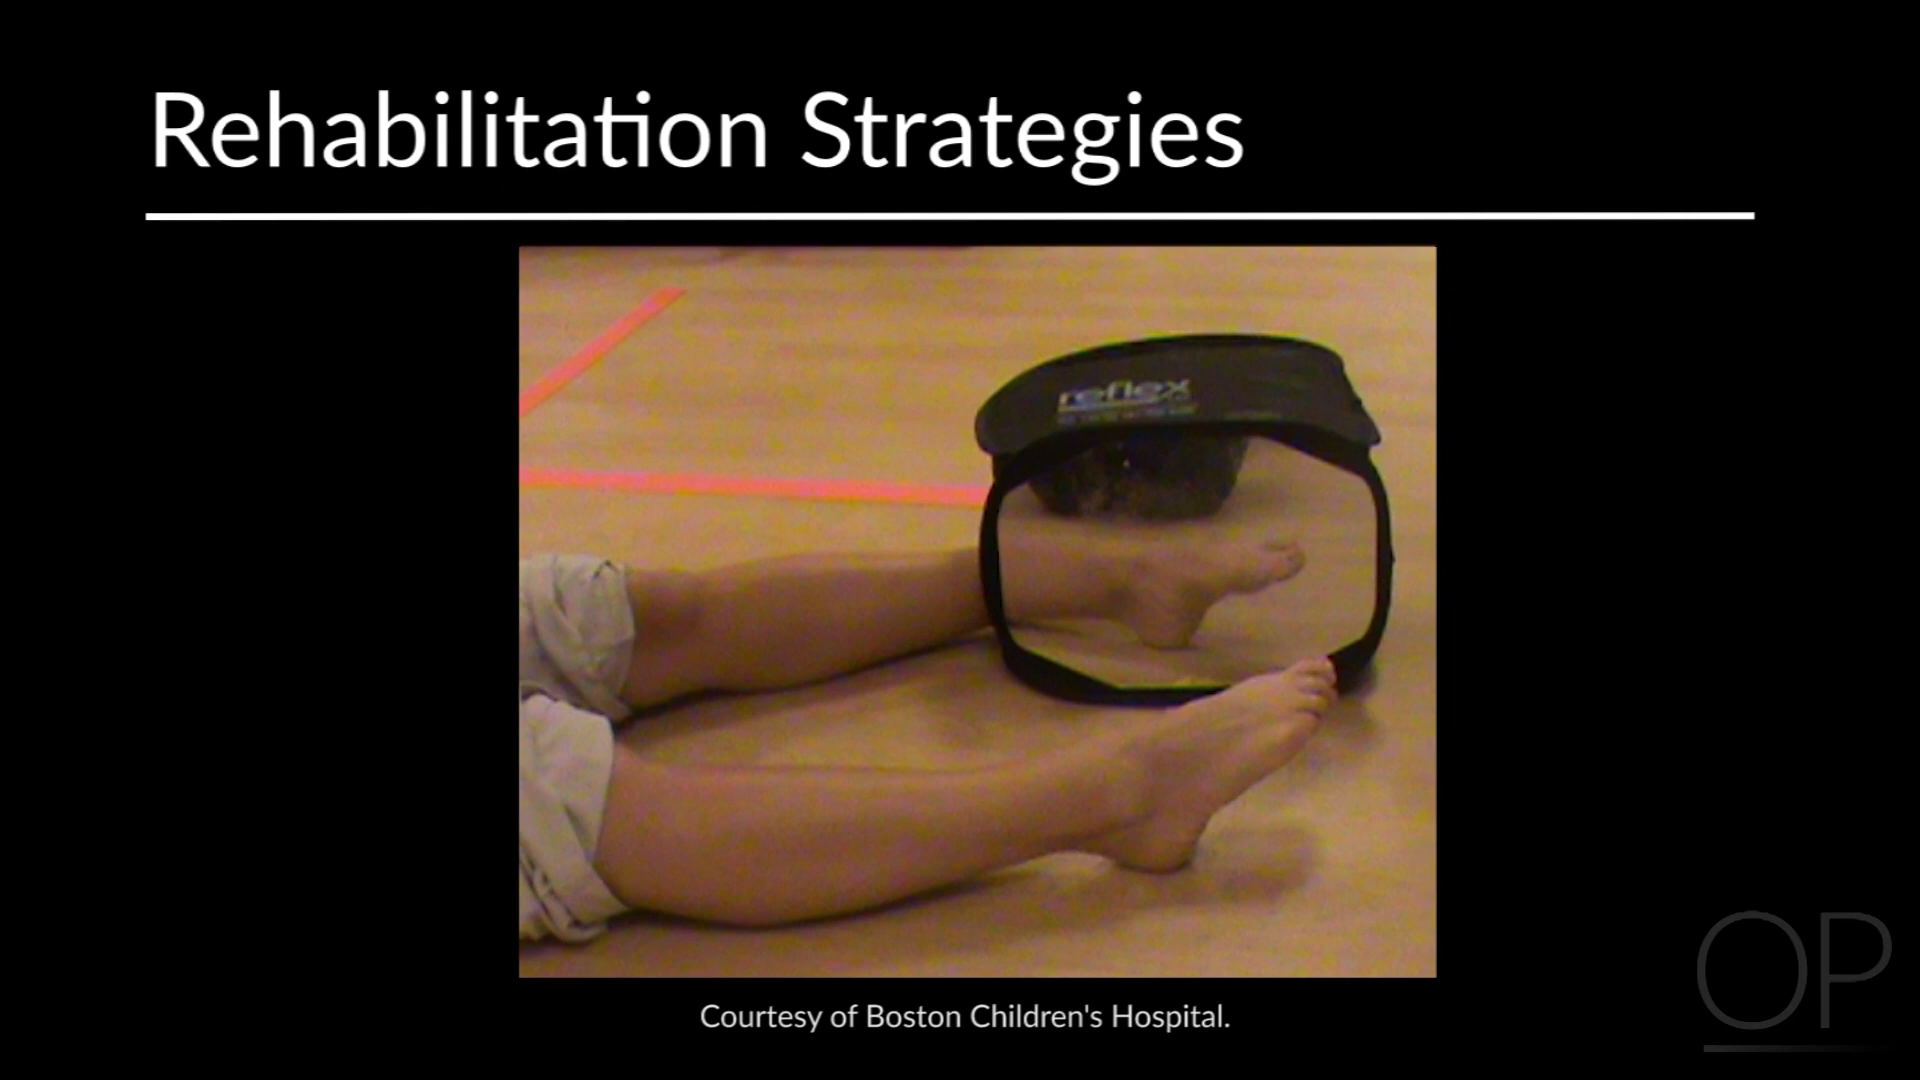 Rehabilitation Strategies
reflex
Courtesy of Boston Children's Hospital.
OP